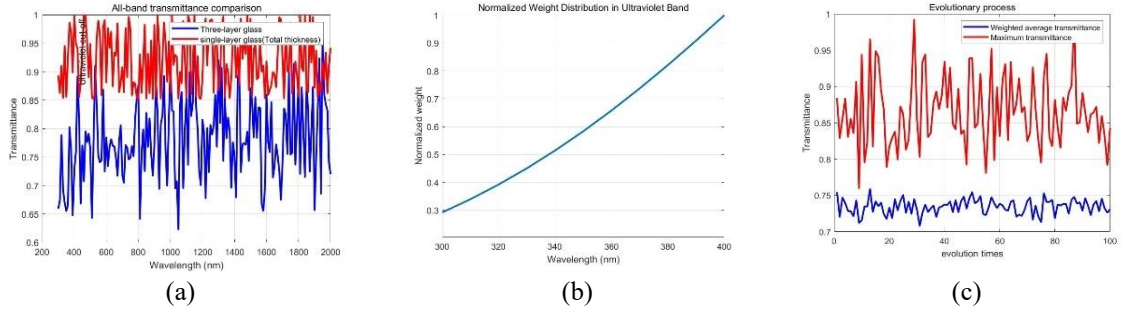 All-band transmittance comparison
Transmittance
1
0.95
0.9
0.85
0.8
0.75
0.7
0.65
0.6
Ultraviolet cut-off
Three-layer glass
single-layer glass(Total thickness)
200 400 600 800 1000 1200 1400 1600 1800 2000
Wavelength (nm)
(a)
Normalized Weight Distribution in Ultraviolet Band
Normalized weight
1
0.9
0.8
0.7
0.6
0.5
0.4
0.3
300 320 340 360 380 400
Wavelength (nm)
(b)
Evolutionary process
Transmittance
1
0.95
0.9
0.85
0.8
0.75
0.7
Weighted average transmittance
Maximum transmittance
0 20 40 60 80 100
evolution times
(c)